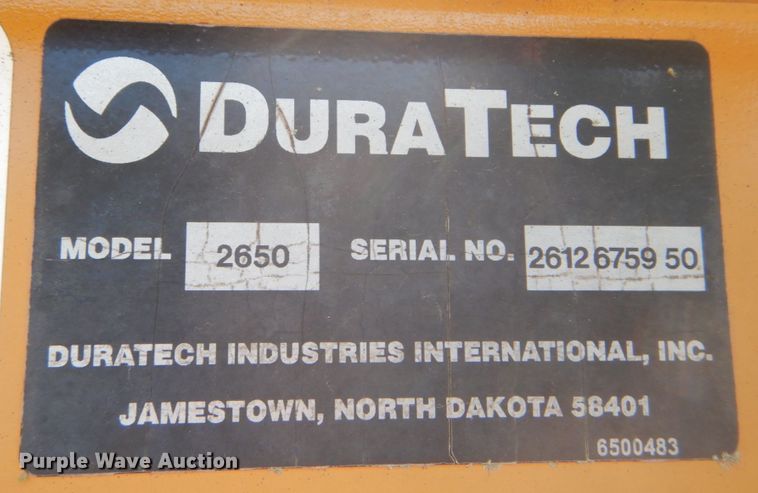 DURATECH
MODEL 2650 SERIAL NO. 2612 6759 50
DURATECH INDUSTRIES INTERNATIONAL, INC.
JAMESTOWN, NORTH DAKOTA 58401
6500483
Purple Wave Auction